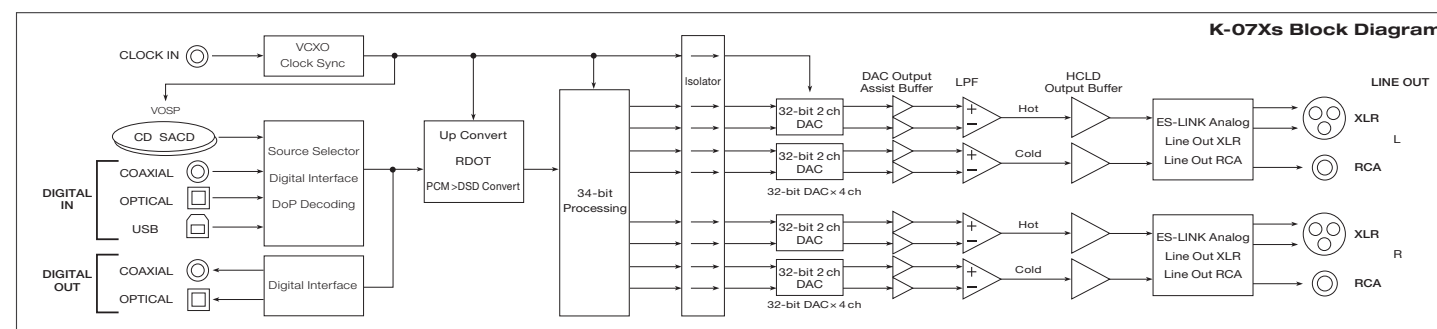 K-07Xs Block Diagram
CLOCK IN
VCXO
Clock Sync
VOSP
CD SACD
DIGITAL
IN
COAXIAL
OPTICAL
USB
Source Selector
Digital Interface
DoP Decoding
DIGITAL
OUT
COAXIAL
OPTICAL
Digital Interface
Up Convert
RDOT
PCM>DSD Convert
34-bit
Processing
Isolator
DAC Output
Assist Buffer
LPF
HCLD
Output Buffer
LINE OUT
32-bit 2 ch
DAC
+
−
Hot
32-bit 2 ch
DAC
+
−
Cold
32-bit DAC×4 ch
ES-LINK Analog
Line Out XLR
Line Out RCA
XLR
L
RCA
32-bit 2 ch
DAC
+
−
Hot
32-bit 2 ch
DAC
+
−
Cold
32-bit DAC×4 ch
ES-LINK Analog
Line Out XLR
Line Out RCA
XLR
R
RCA